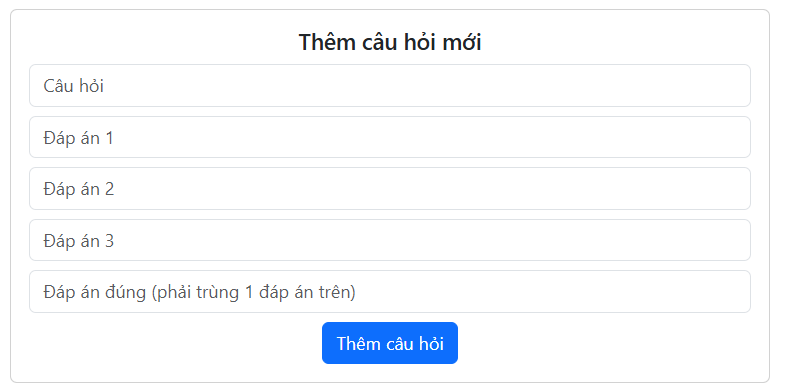 Thêm câu hỏi mới
Câu hỏi
Đáp án 1
Đáp án 2
Đáp án 3
Đáp án đúng (phải trùng 1 đáp án trên)
Thêm câu hỏi